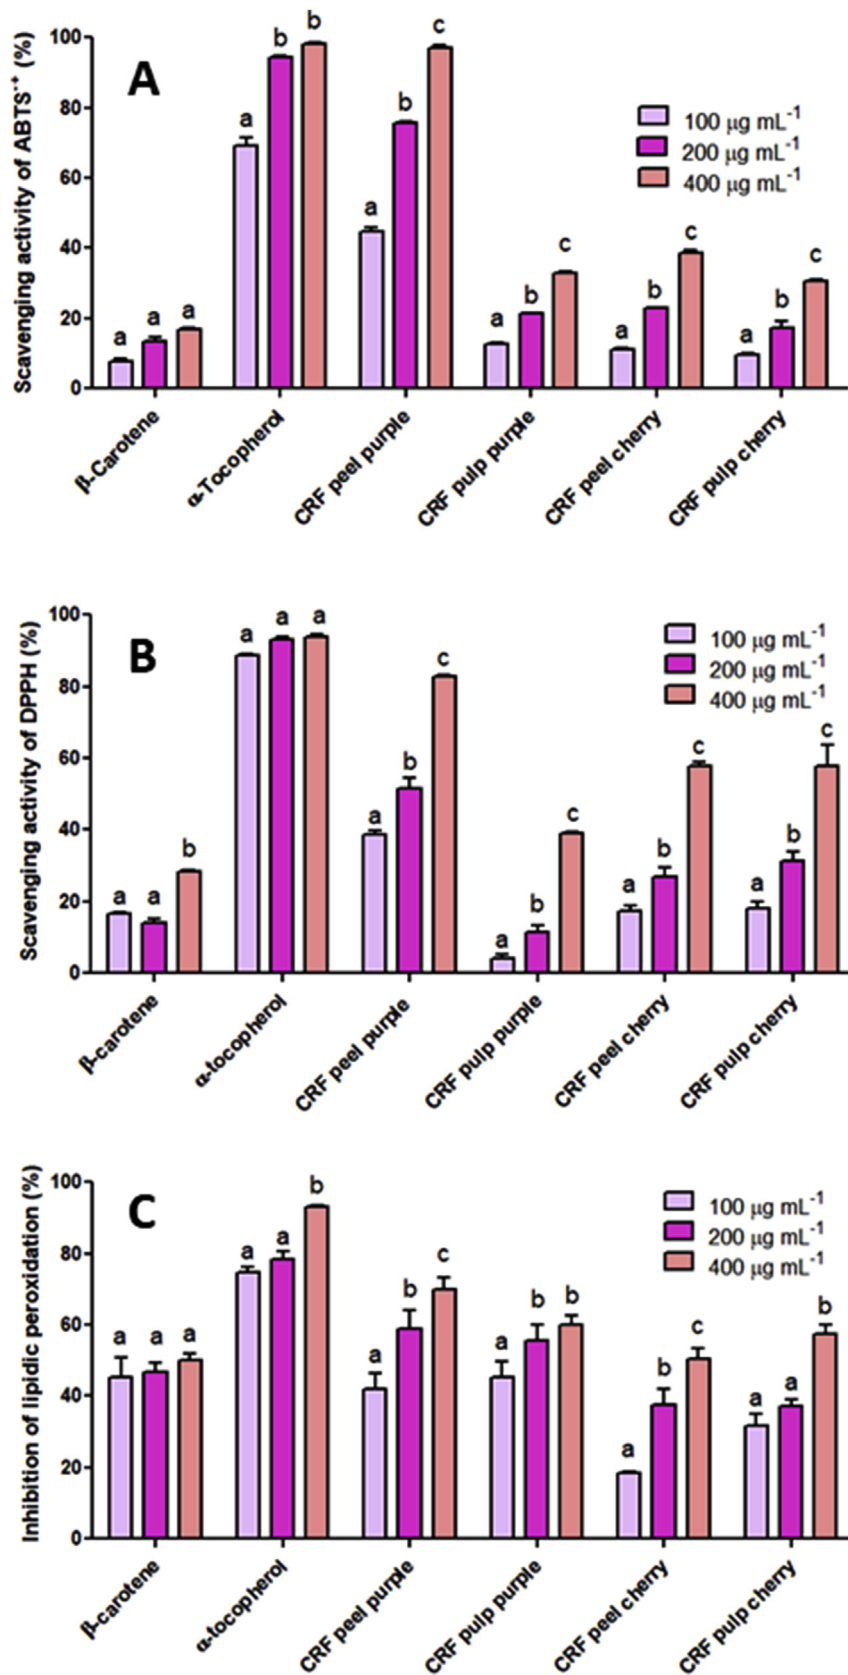 Scavenging activity of ABTS·+ (%)
A
100
80
60
40
20
0
100 µg mL-1
200 µg mL-1
400 µg mL-1
a a a
a b b
a b c
a b c
a b c
a b c
β-Carotene
α-Tocopherol
CRF peel purple
CRF pulp purple
CRF peel cherry
CRF pulp cherry
Scavenging activity of DPPH (%)
B
100
80
60
40
20
0
100 µg mL-1
200 µg mL-1
400 µg mL-1
a a b
a a a
a b c
a b c
a b c
a b c
β-carotene
α-tocopherol
CRF peel purple
CRF pulp purple
CRF peel cherry
CRF pulp cherry
Inhibition of lipidic peroxidation (%)
C
100
80
60
40
20
0
100 µg mL-1
200 µg mL-1
400 µg mL-1
a a a
a a b
a b c
a b b
a b c
a a b
β-carotene
α-tocopherol
CRF peel purple
CRF pulp purple
CRF peel cherry
CRF pulp cherry